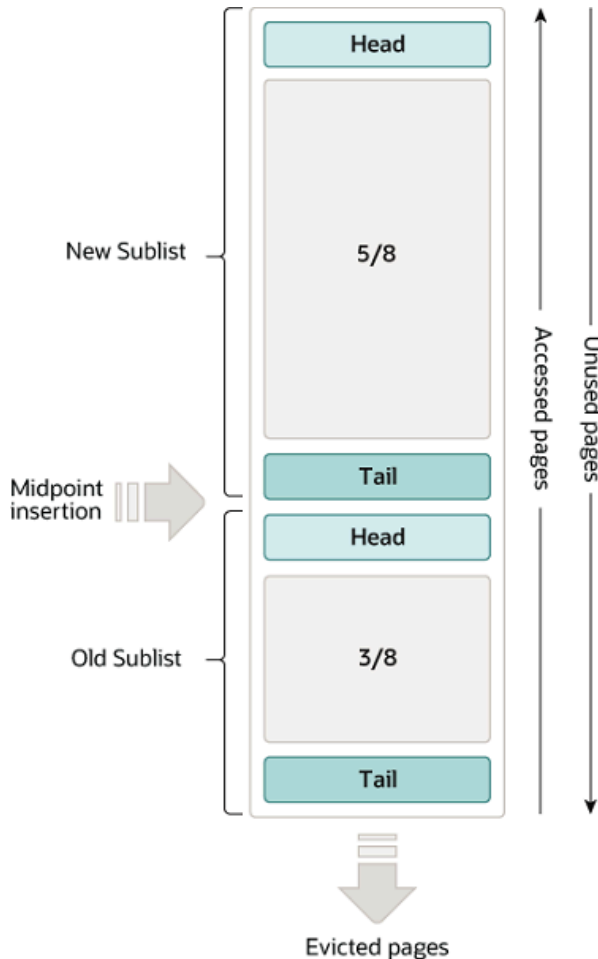 Head
New Sublist
5/8
Accessed pages
Unused pages
Tail
Midpoint
insertion
Head
Old Sublist
3/8
Tail
Evicted pages